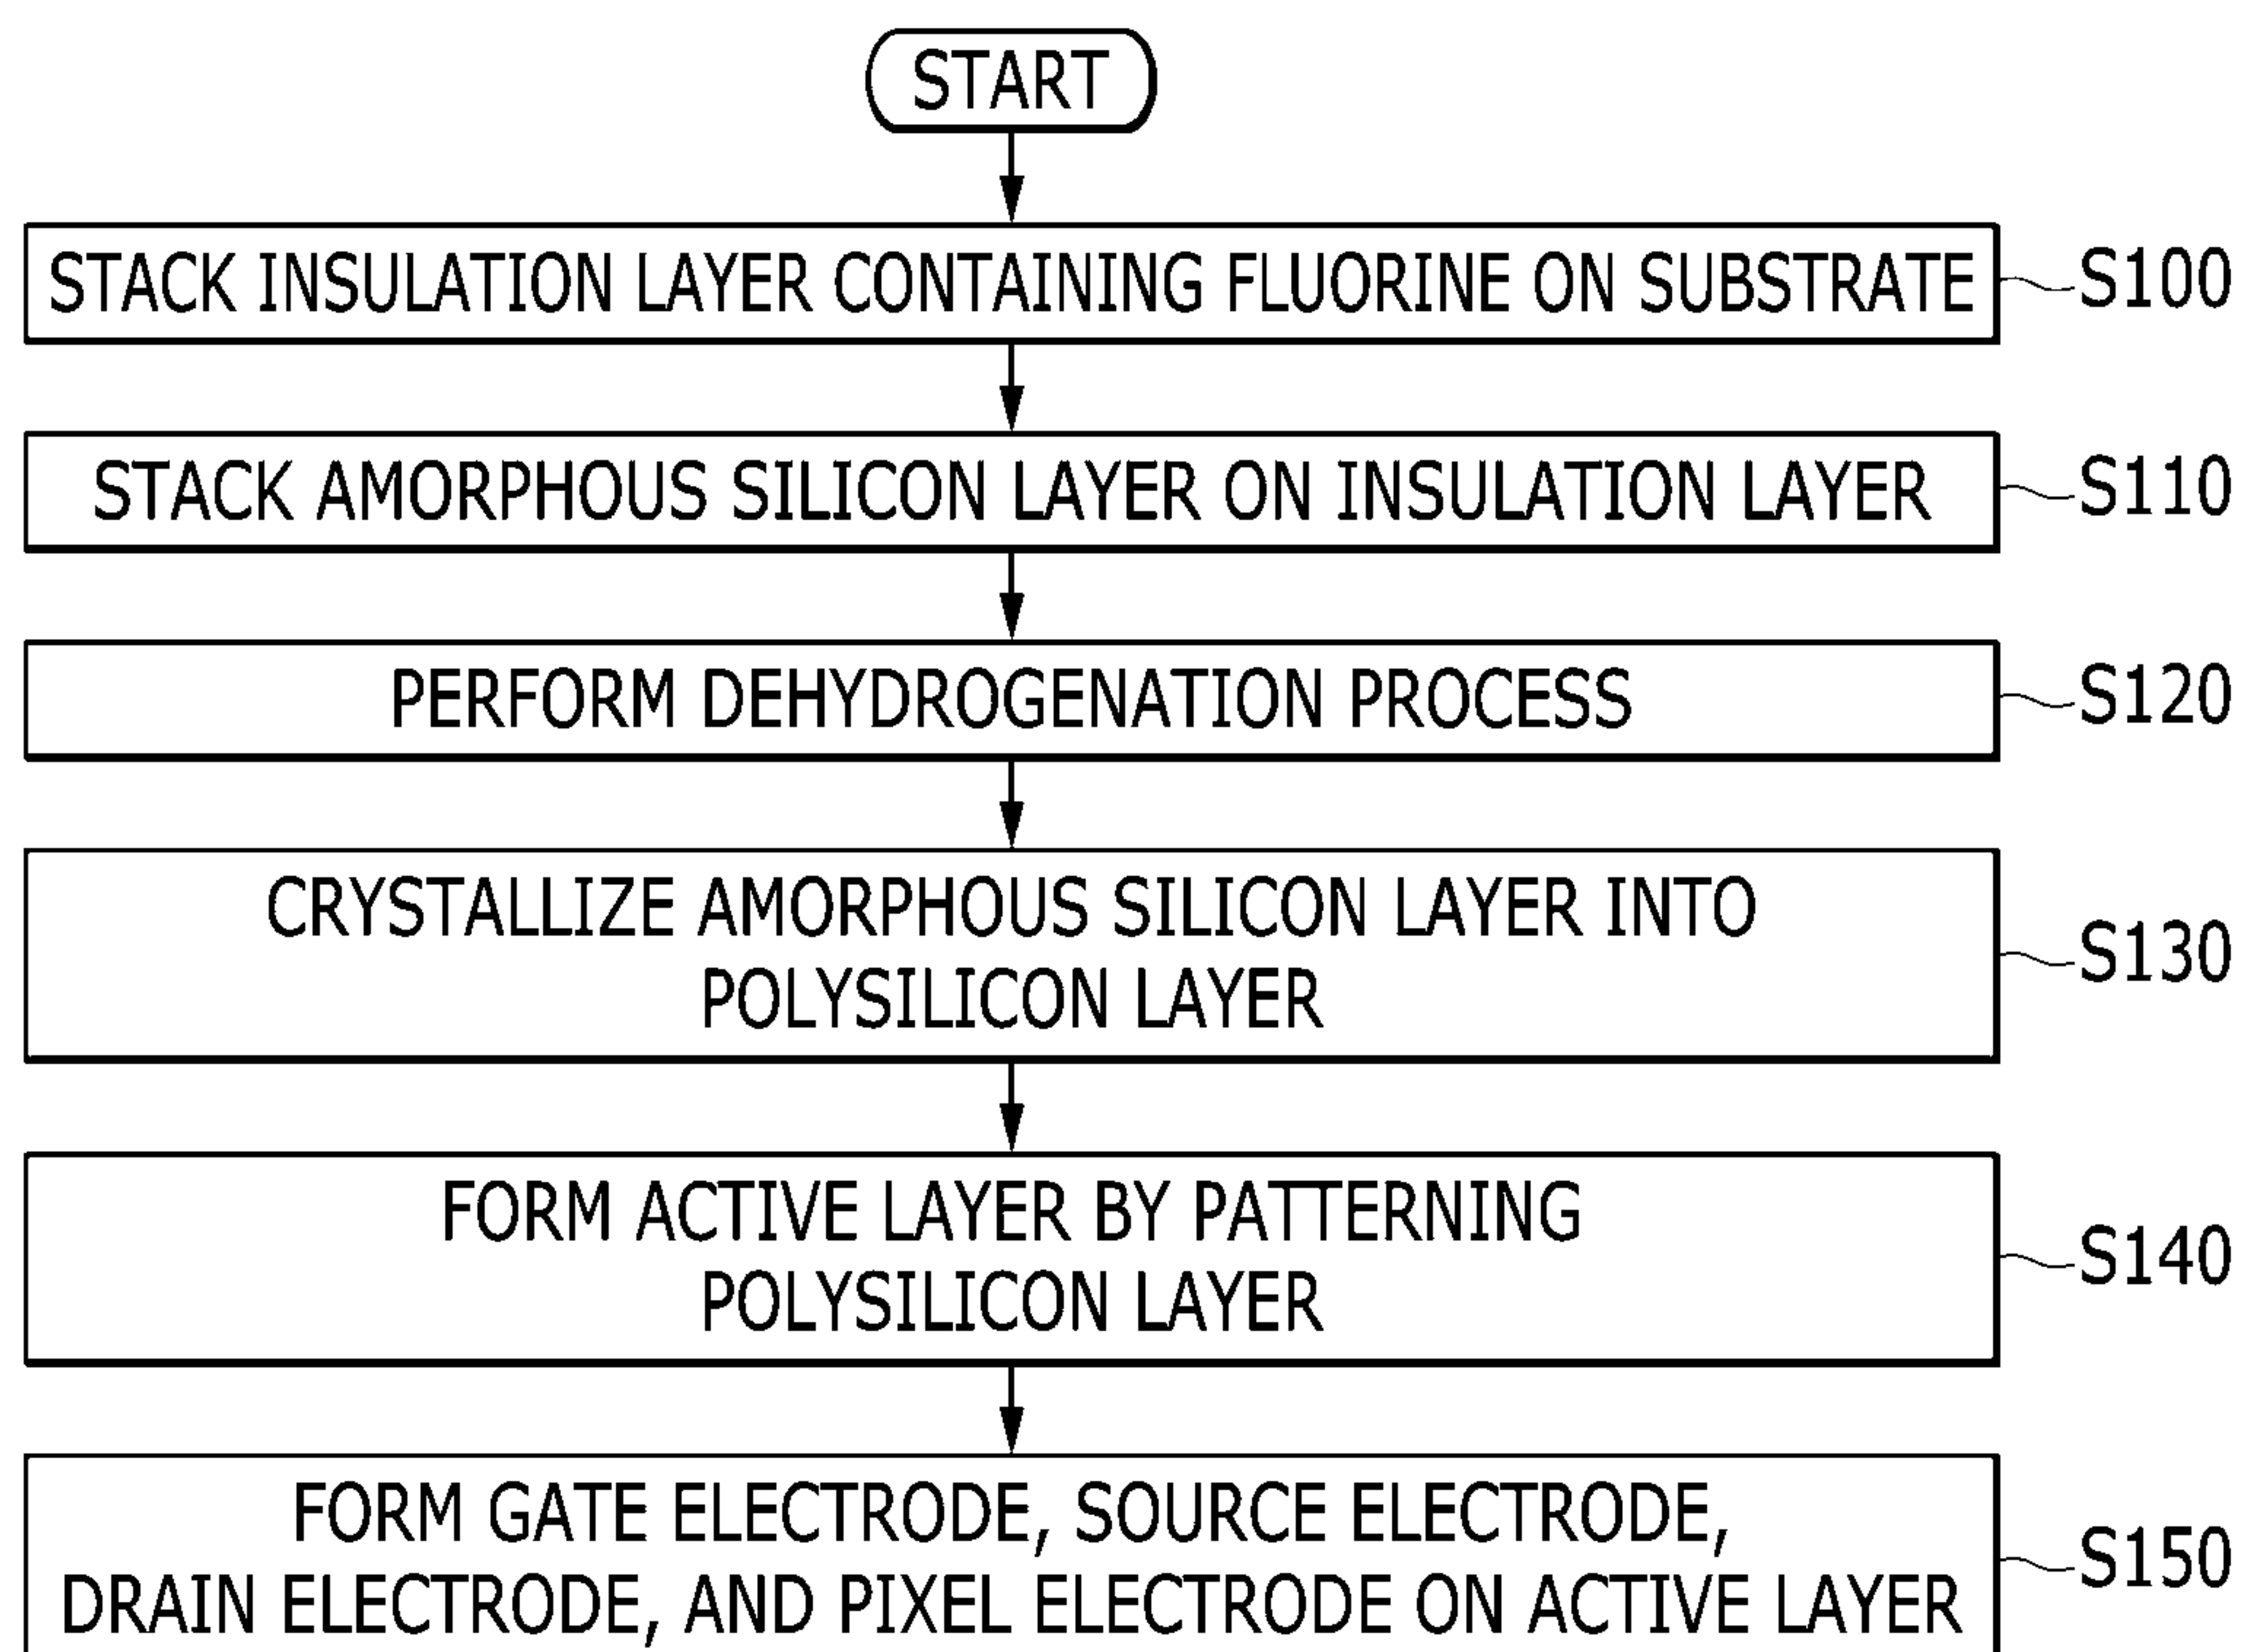 START
STACK INSULATION LAYER CONTAINING FLUORINE ON SUBSTRATE
S100
STACK AMORPHOUS SILICON LAYER ON INSULATION LAYER
S110
PERFORM DEHYDROGENATION PROCESS
S120
CRYSTALLIZE AMORPHOUS SILICON LAYER INTO
POLYSILICON LAYER
S130
FORM ACTIVE LAYER BY PATTERNING
POLYSILICON LAYER
S140
FORM GATE ELECTRODE, SOURCE ELECTRODE,
DRAIN ELECTRODE, AND PIXEL ELECTRODE ON ACTIVE LAYER
S150